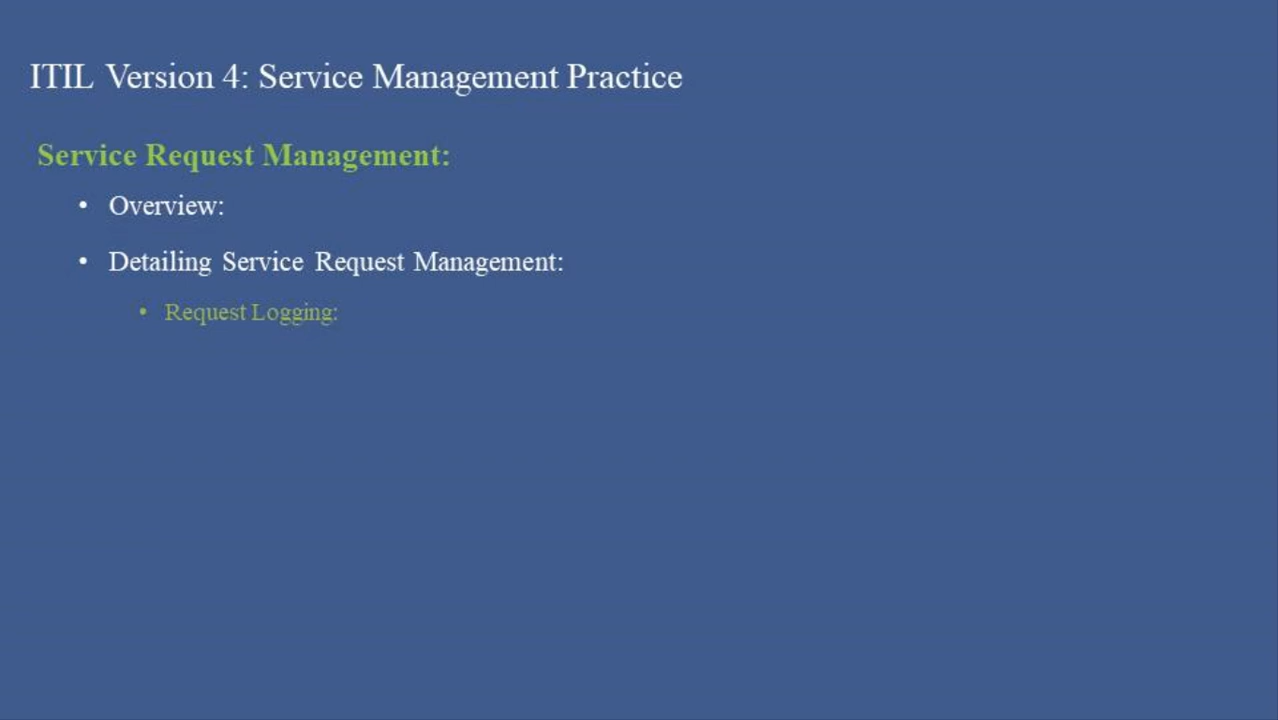 ITIL Version 4: Service Management Practice
Service Request Management:
• Overview:
• Detailing Service Request Management:
• Request Logging: